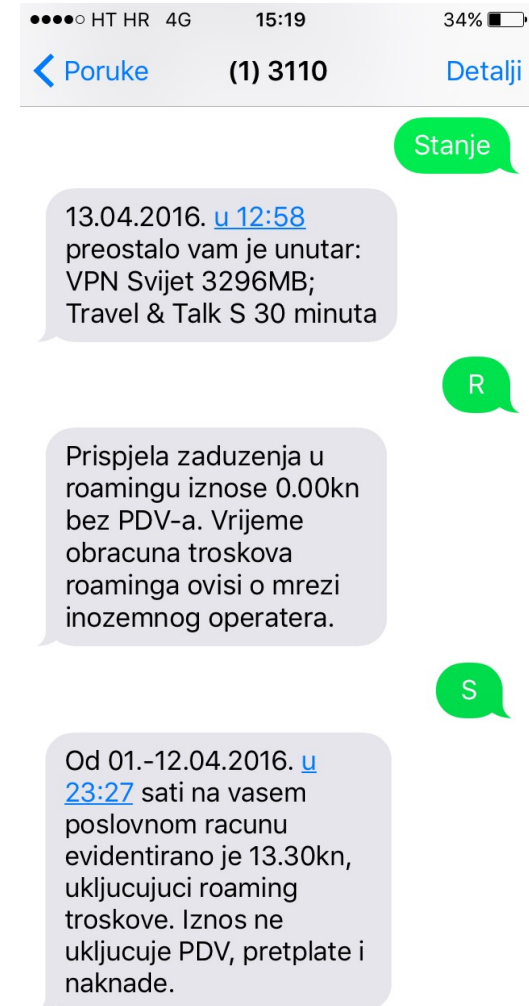 HT HR 4G 15:19 34%
Poruke (1) 3110 Detalji
Stanje
13.04.2016. u 12:58
preostalo vam je unutar:
VPN Svijet 3296MB;
Travel & Talk S 30 minuta
R
Prispjela zaduzenja u
roamingu iznose 0.00kn
bez PDV-a. Vrijeme
obracuna troskova
roaminga ovisi o mrezi
inozemnog operatera.
S
Od 01.-12.04.2016. u
23:27 sati na vasem
poslovnom racunu
evidentirano je 13.30kn,
ukljucujuci roaming
troskove. Iznos ne
ukljucuje PDV, pretplate i
naknade.